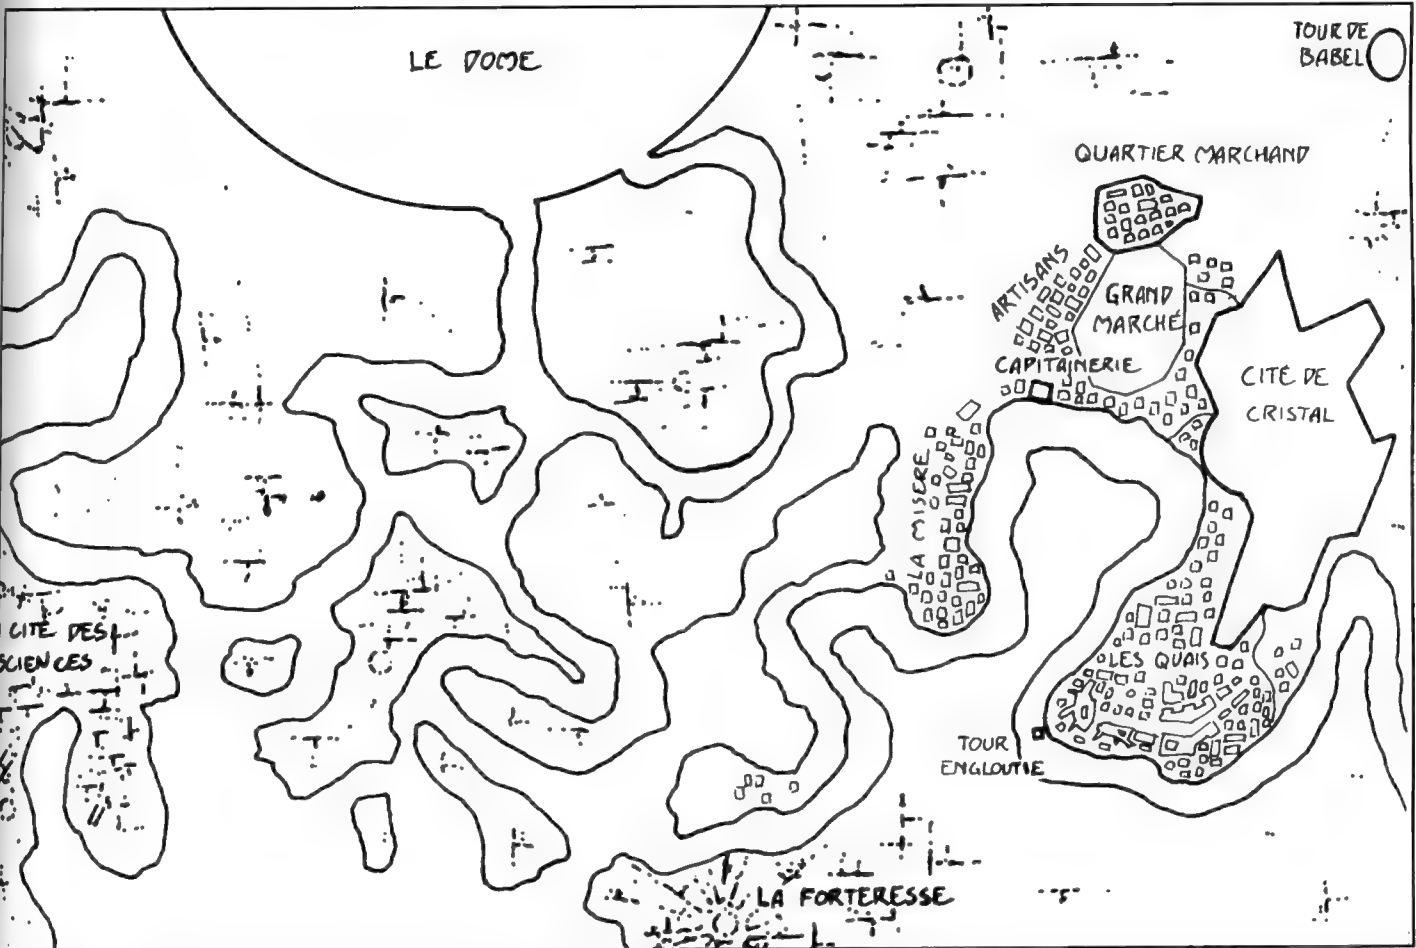 LE DOME
TOUR DE
BABEL
QUARTIER MARCHAND
ARTISANS
GRAND
MARCHÉ
CAPITAINERIE
CITÉ DE
CRISTAL
LA MISERE
CITÉ DES
SCIENCES
LES QUAIS
TOUR
ENGLOUTIE
LA FORTERESSE